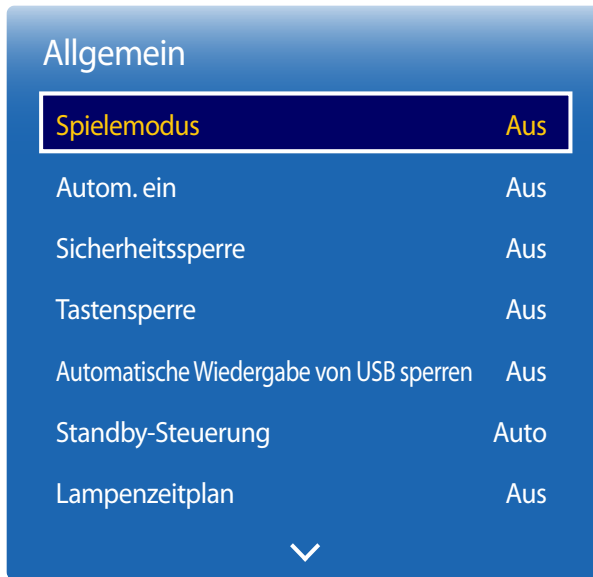 Allgemein
Spielemodus Aus
Autom. ein Aus
Sicherheitssperre Aus
Tastensperre Aus
Automatische Wiedergabe von USB sperren Aus
Standby-Steuerung Auto
Lampenzeitplan Aus